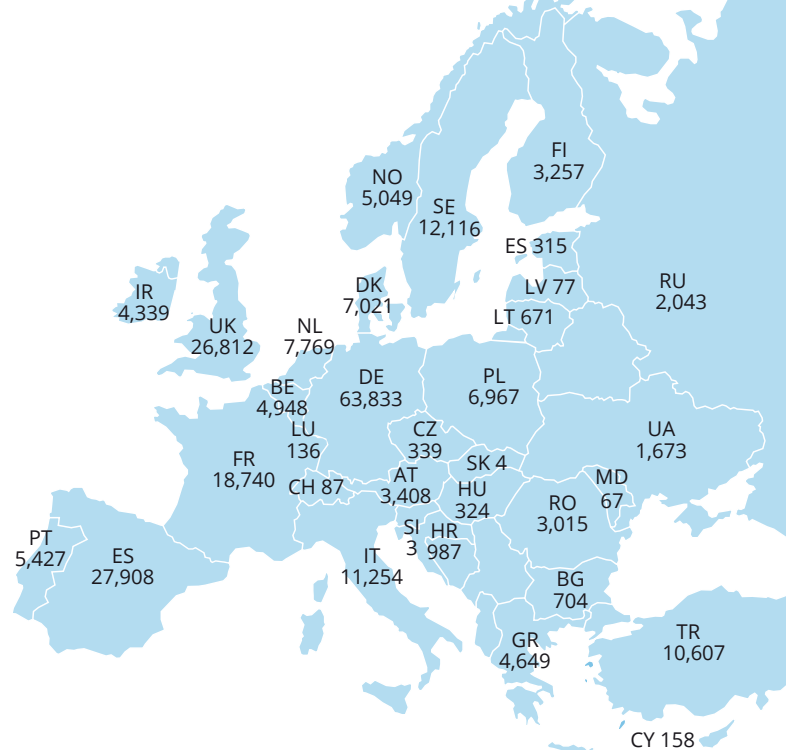 FI
3,257
NO
5,049
SE
12,116
ES 315
LV 77
LT 671
RU
2,043
DK
7,021
IR
4,339
UK
26,812
NL
7,769
BE
4,948
LU
136
DE
63,833
PL
6,967
CZ
339
SK 4
UA
1,673
MD
67
FR
18,740
CH 87
AT
3,408
HU
324
RO
3,015
SI
3
HR
987
PT
5,427
ES
27,908
IT
11,254
BG
704
GR
4,649
TR
10,607
CY 158